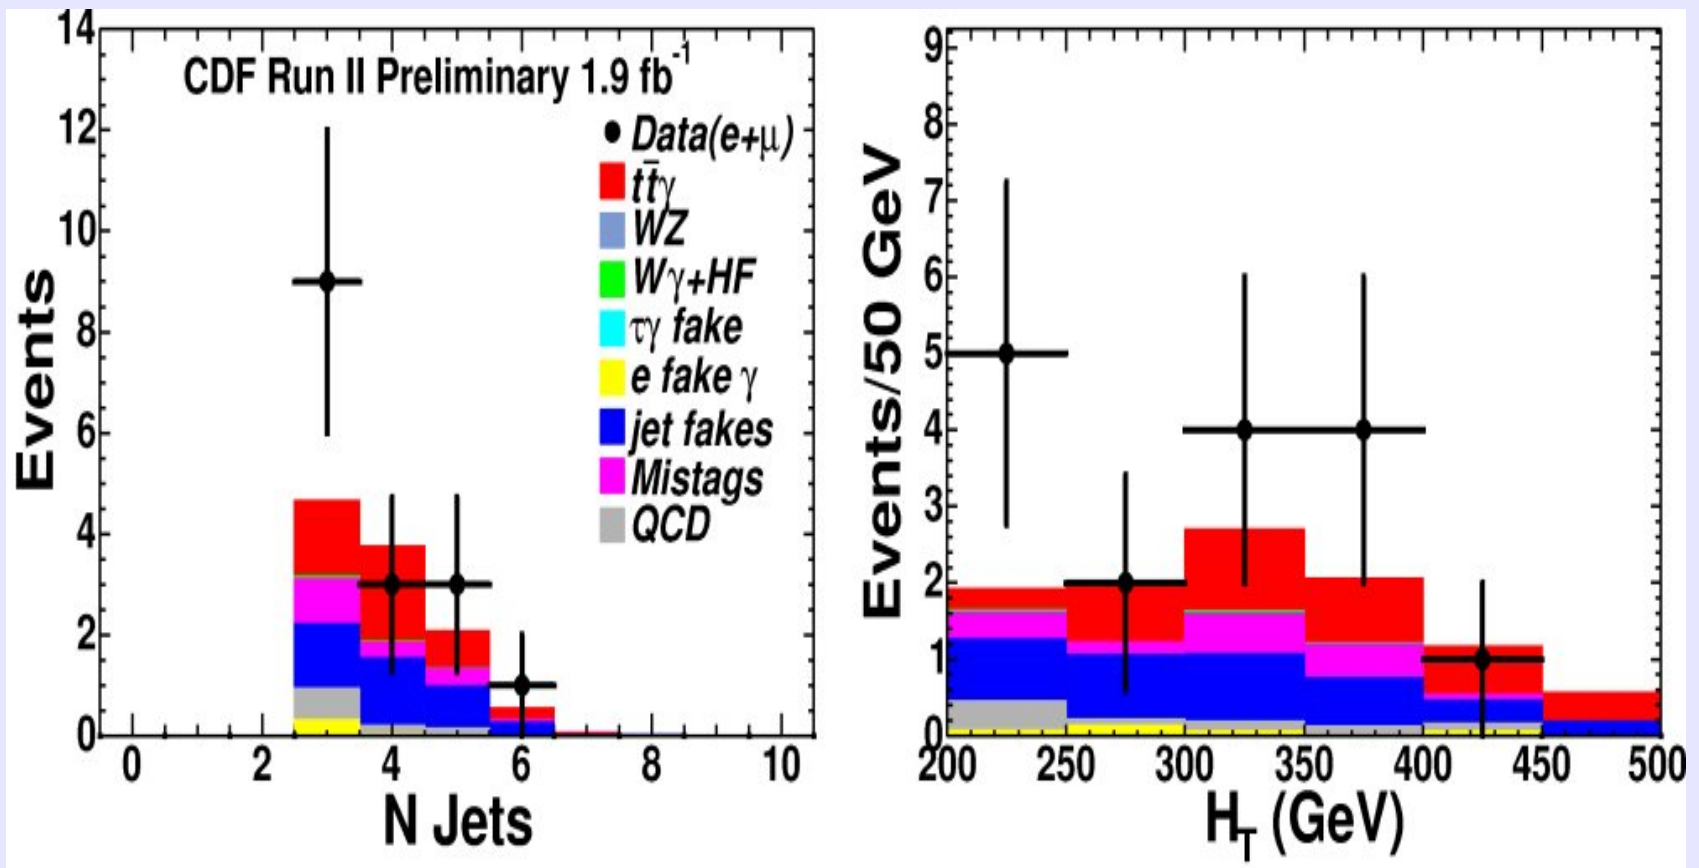 14
12
10
8
6
4
2
0
Events
CDF Run II Preliminary 1.9 fb⁻¹
Data(e+μ)
tt̄γ
WZ
Wγ+HF
τγ fake
e fake γ
jet fakes
Mistags
QCD
0 2 4 6 8 10
N Jets
9
8
7
6
5
4
3
2
1
0
Events/50 GeV
200 250 300 350 400 450 500
H_T (GeV)